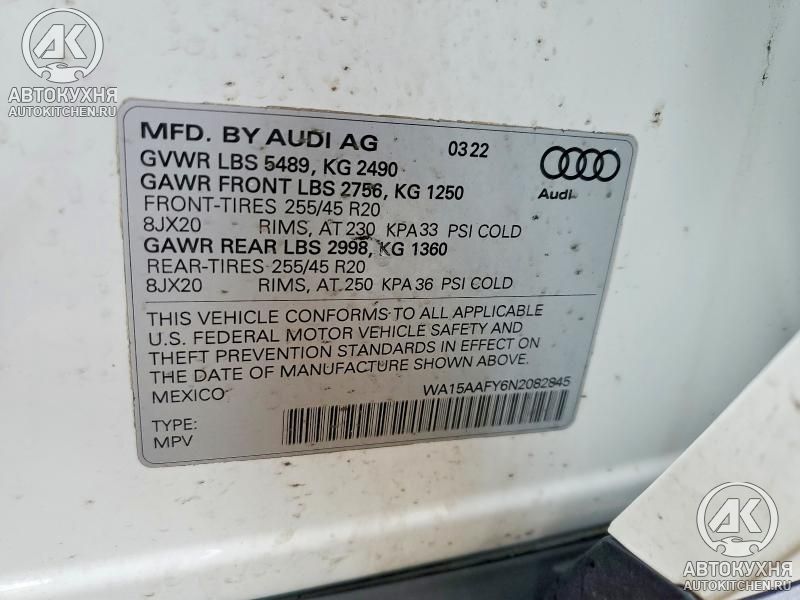 AK
АВТОКУХНЯ
AUTOKITCHEN.RU
MFD. BY AUDI AG 0322
GVWR LBS 5489, KG 2490
GAWR FRONT LBS 2756, KG 1250
FRONT-TIRES 255/45 R20
8JX20 RIMS, AT 230 KPA 33 PSI COLD
GAWR REAR LBS 2998, KG 1360
REAR-TIRES 255/45 R20
8JX20 RIMS, AT 250 KPA 36 PSI COLD
Audi
THIS VEHICLE CONFORMS TO ALL APPLICABLE
U.S. FEDERAL MOTOR VEHICLE SAFETY AND
THEFT PREVENTION STANDARDS IN EFFECT ON
THE DATE OF MANUFACTURE SHOWN ABOVE.
MEXICO WA15AAFY6N2082945
TYPE:
MPV
AK
АВТОКУХНЯ
AUTOKITCHEN.RU